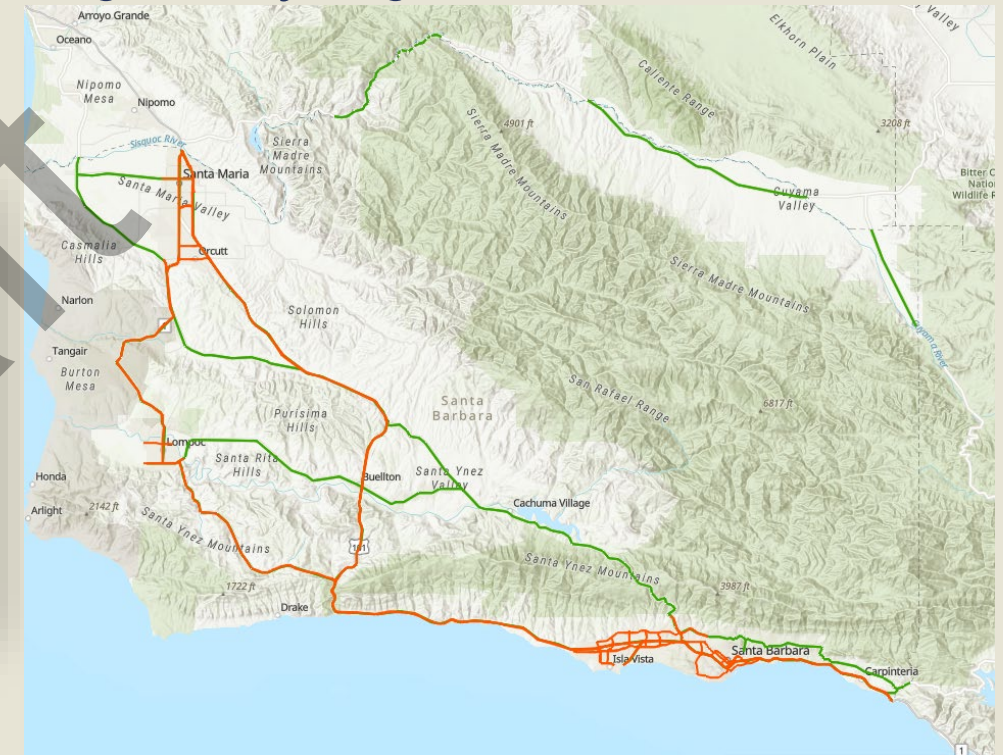 Arroyo Grande
Oceano
Valley
Elkhorn Plain
Nipomo
Mesa
Nipomo
Caliente Range
4901 ft
3208 ft
Sisquoc River
Sierra
Madre
Mountains
Sierra Madre Mountains
Santa Maria
Santa Maria Valley
Bitter C
Natio
Wildlife R
Cuyama
Valley
Casmalia
Hills
Orcutt
Sierra Madre Mountains
Narlon
Solomon
Hills
Cuyama River
Tangair
Burton
Mesa
San Rafael Range
6817 ft
Santa
Barbara
Purisima
Hills
Lompoc
Santa Rita
Hills
Santa Ynez
Valley
Honda
Buellton
Arlight
2142 ft
Cachuma Village
Santa Ynez Mountains
101
Santa Ynez Mountains
1722 ft
3987 ft
Drake
Isla Vista
Santa Barbara
Carpinteria
1